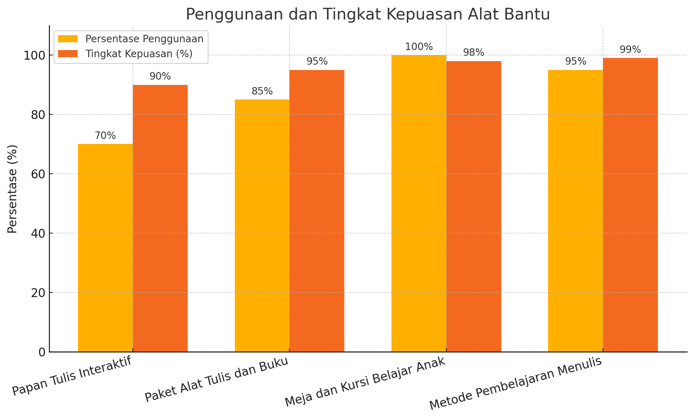 Penggunaan dan Tingkat Kepuasan Alat Bantu
Persentase Penggunaan
Tingkat Kepuasan (%)
Persentase (%)
100
80
60
40
20
0
70%
90%
85%
95%
100%
98%
95%
99%
Papan Tulis Interaktif
Paket Alat Tulis dan Buku
Meja dan Kursi Belajar Anak
Metode Pembelajaran Menulis